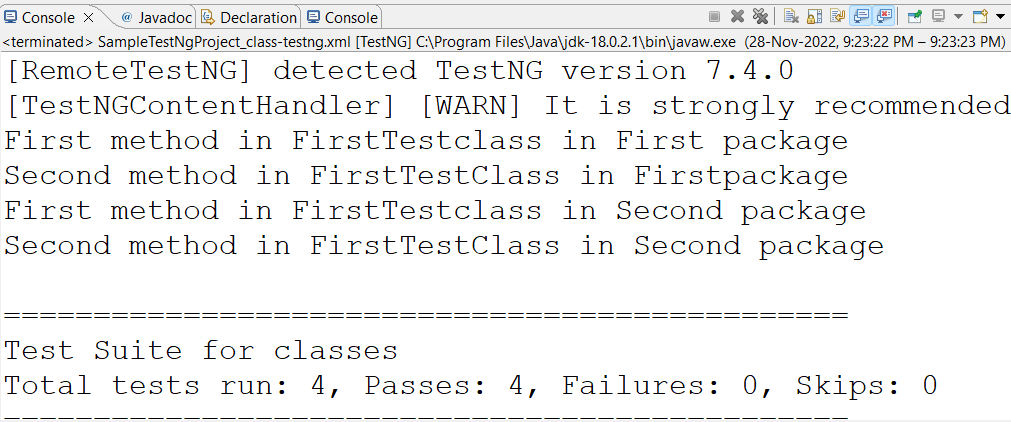 Console @ Javadoc Declaration Console
<terminated> SampleTestNgProject_class-testng.xml [TestNG] C:\Program Files\Java\jdk-18.0.2.1\bin\javaw.exe (28-Nov-2022, 9:23:22 PM – 9:23:23 PM)
[RemoteTestNG] detected TestNG version 7.4.0
[TestNGContentHandler] [WARN] It is strongly recommended
First method in FirstTestclass in First package
Second method in FirstTestClass in Firstpackage
First method in FirstTestclass in Second package
Second method in FirstTestClass in Second package
===============================================
Test Suite for classes
Total tests run: 4, Passes: 4, Failures: 0, Skips: 0
===============================================